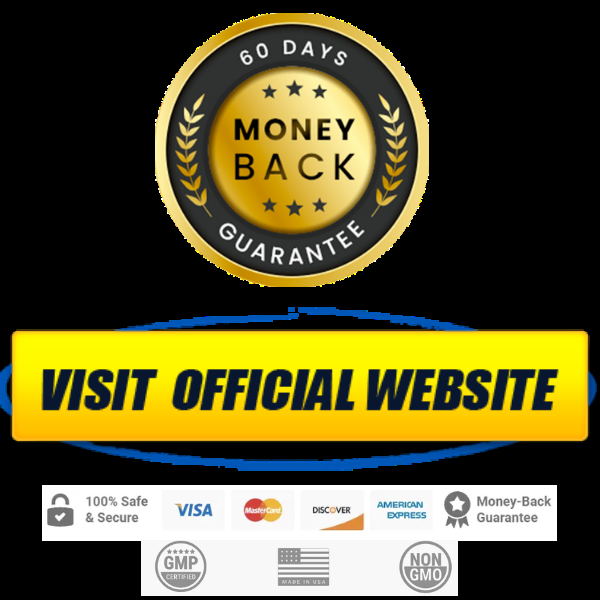 60 DAYS
MONEY
BACK
GUARANTEE
VISIT OFFICIAL WEBSITE
100% Safe
& Secure
VISA
MasterCard
DISCOVER
AMERICAN
EXPRESS
Money-Back
Guarantee
GMP
CERTIFIED
MADE IN USA
NON
GMO